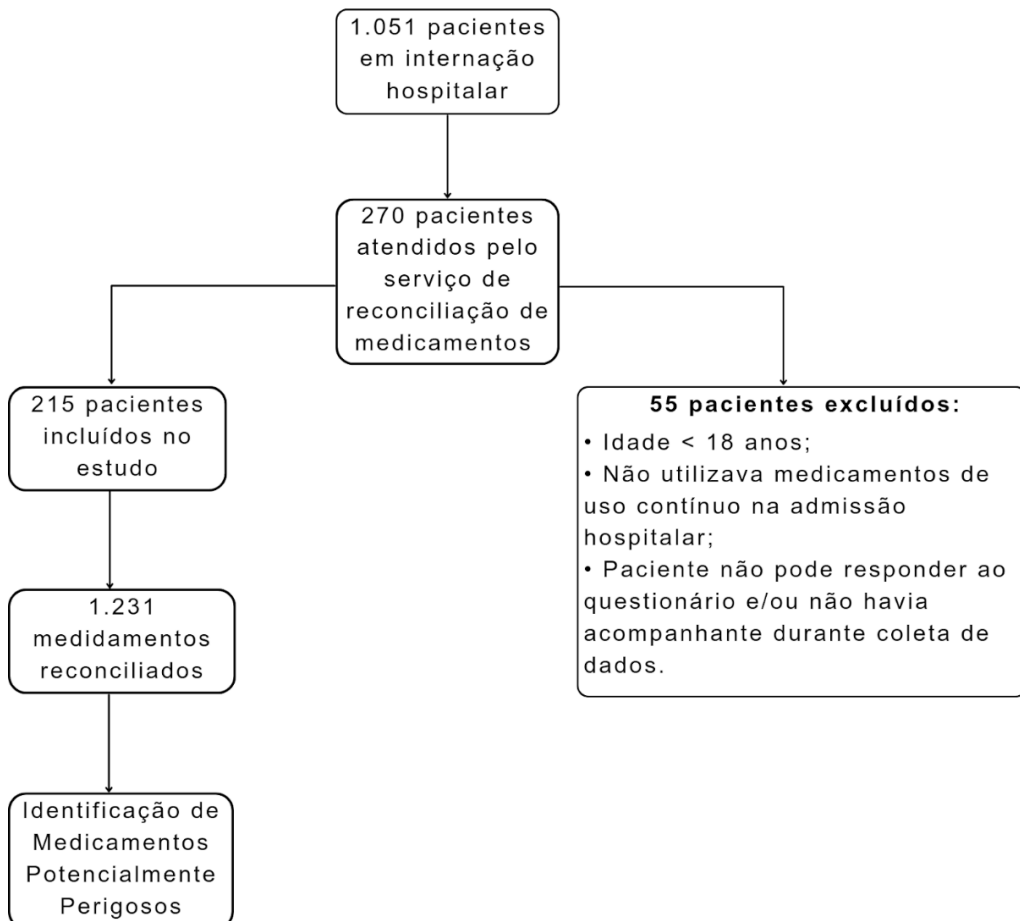 1.051 pacientes
em internação
hospitalar
270 pacientes
atendidos pelo
serviço de
reconciliação de
medicamentos
215 pacientes
incluídos no
estudo
55 pacientes excluídos:
• Idade < 18 anos;
• Não utilizava medicamentos de
uso contínuo na admissão
hospitalar;
• Paciente não pode responder ao
questionário e/ou não havia
acompanhante durante coleta de
dados.
1.231
medidamentos
reconciliados
Identificação de
Medicamentos
Potencialmente
Perigosos